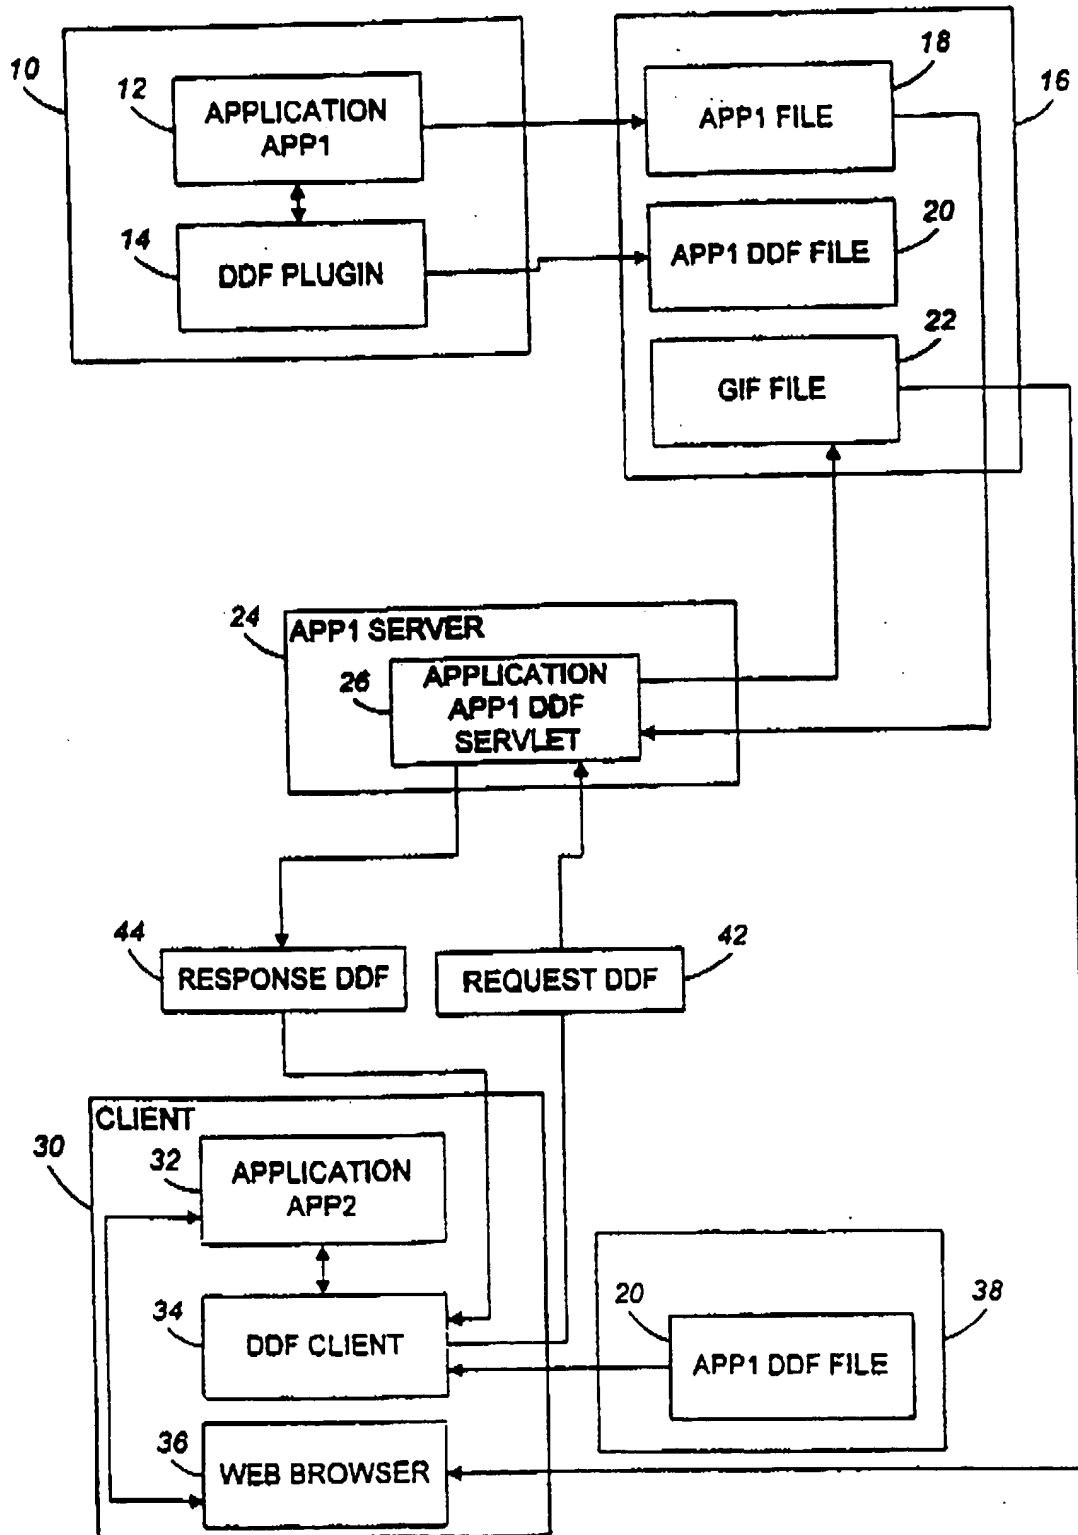 10
12
APPLICATION
APP1
14
DDF PLUGIN
18
APP1 FILE
16
20
APP1 DDF FILE
22
GIF FILE
24
APP1 SERVER
26
APPLICATION
APP1 DDF
SERVLET
44
RESPONSE DDF
42
REQUEST DDF
CLIENT
30
32
APPLICATION
APP2
34
DDF CLIENT
36
WEB BROWSER
20
38
APP1 DDF FILE